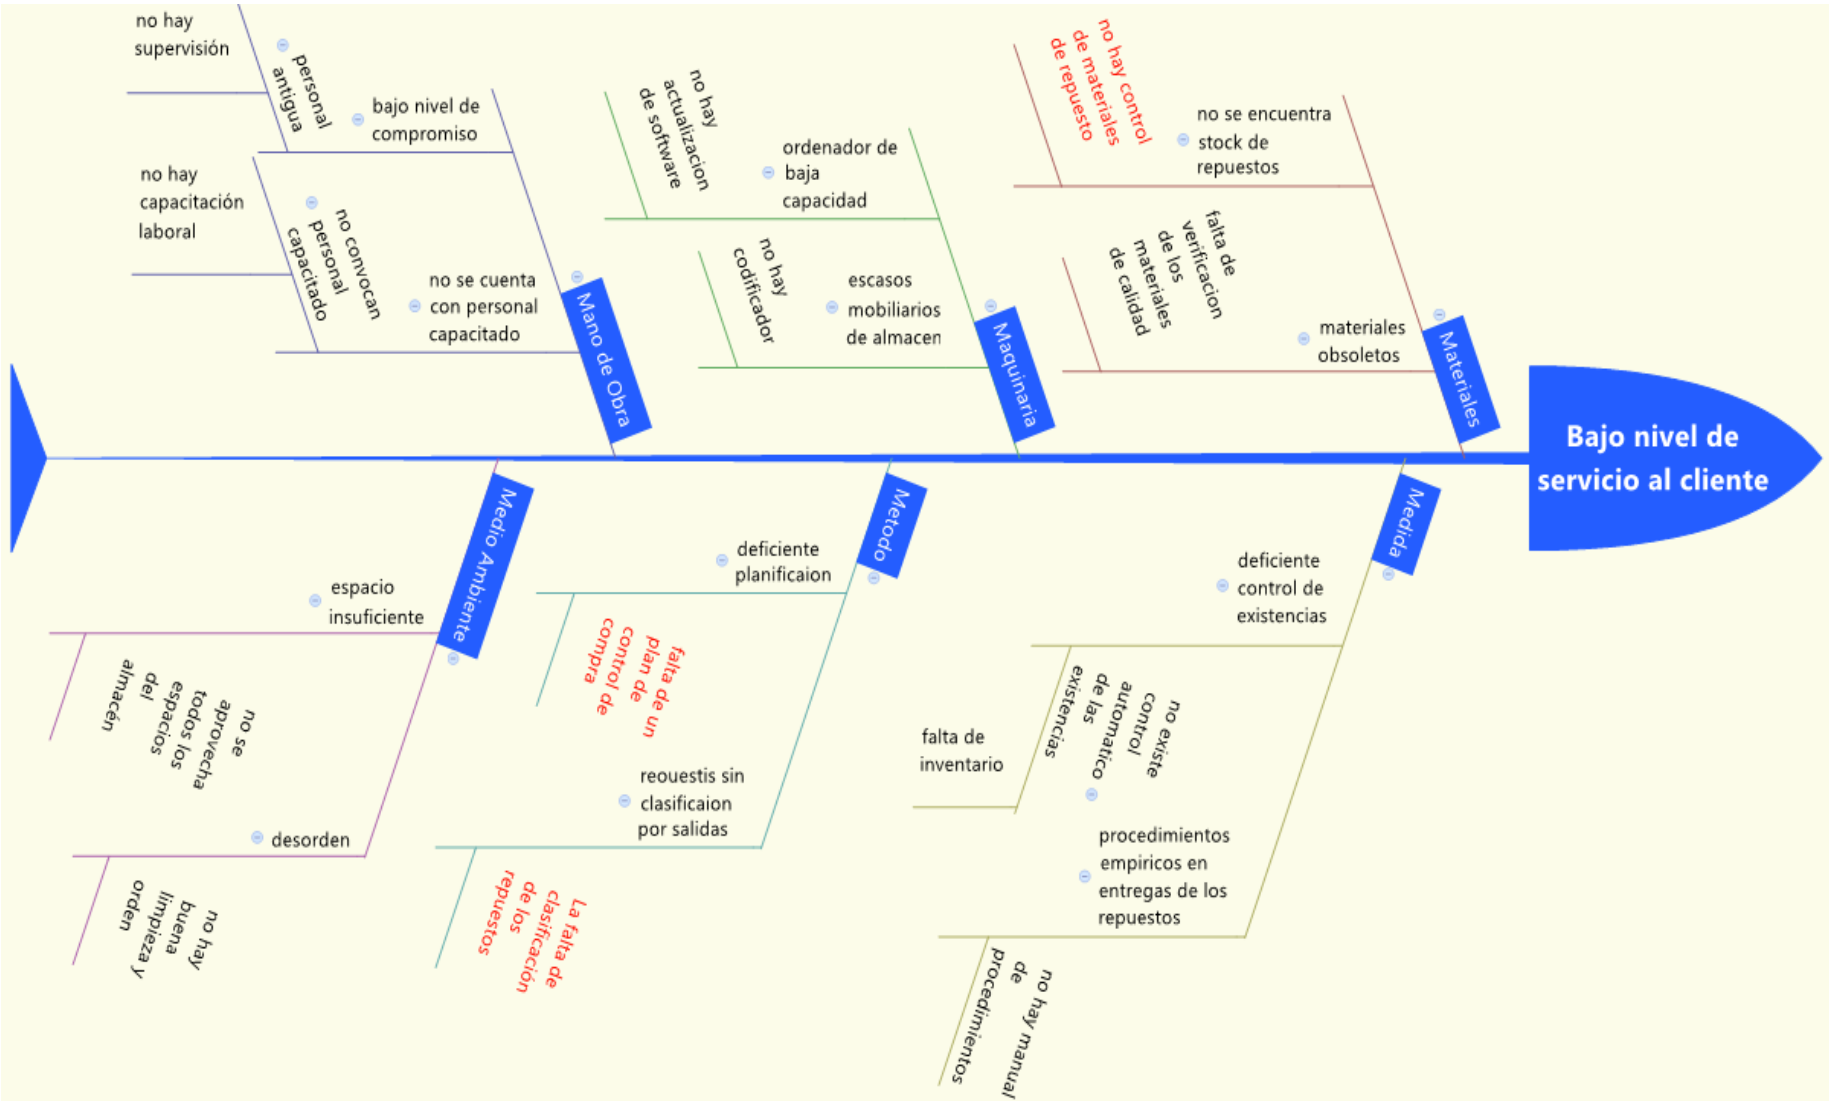 no hay
supervisión
personal
antigua
bajo nivel de
compromiso
no hay
capacitación
laboral
no convocan
personal
capacitado
no se cuenta
con personal
capacitado
Mano de Obra
no hay
actualizacion
de software
ordenador de
baja
capacidad
no hay
codificador
escasos
mobiliarios
de almacen
Maquinaria
no hay control
de materiales
de repuesto
no se encuentra
stock de
repuestos
falta de
verificacion
de los
materiales
de calidad
materiales
obsoletos
Materiales
Bajo nivel de
servicio al cliente
Medio Ambiente
espacio
insuficiente
no se
aprovecha
todos los
espacios
del
almacén
desorden
no hay
buena
limpieza y
orden
Metodo
deficiente
planificaion
falta de un
plan de
control de
compra
reouestis sin
clasificaion
por salidas
La falta de
clasificación
de los
repuestos
Medida
deficiente
control de
existencias
no existe
control
automatico
de las
existencias
falta de
inventario
procedimientos
empiricos en
entregas de los
repuestos
no hay manual
de
procedimientos